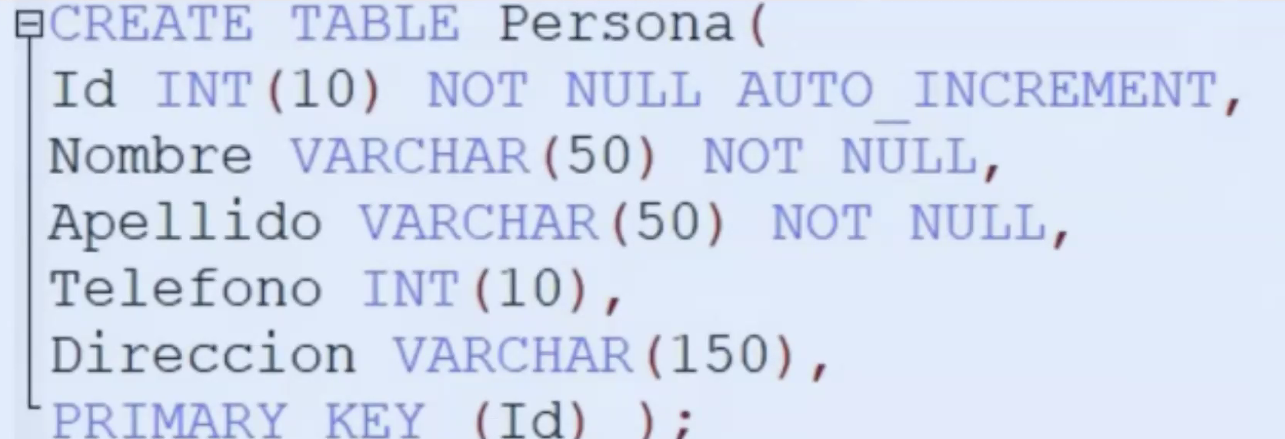 CREATE TABLE Persona(
Id INT(10) NOT NULL AUTO_INCREMENT,
Nombre VARCHAR(50) NOT NULL,
Apellido VARCHAR(50) NOT NULL,
Telefono INT(10),
Direccion VARCHAR(150),
PRIMARY KEY (Id) );